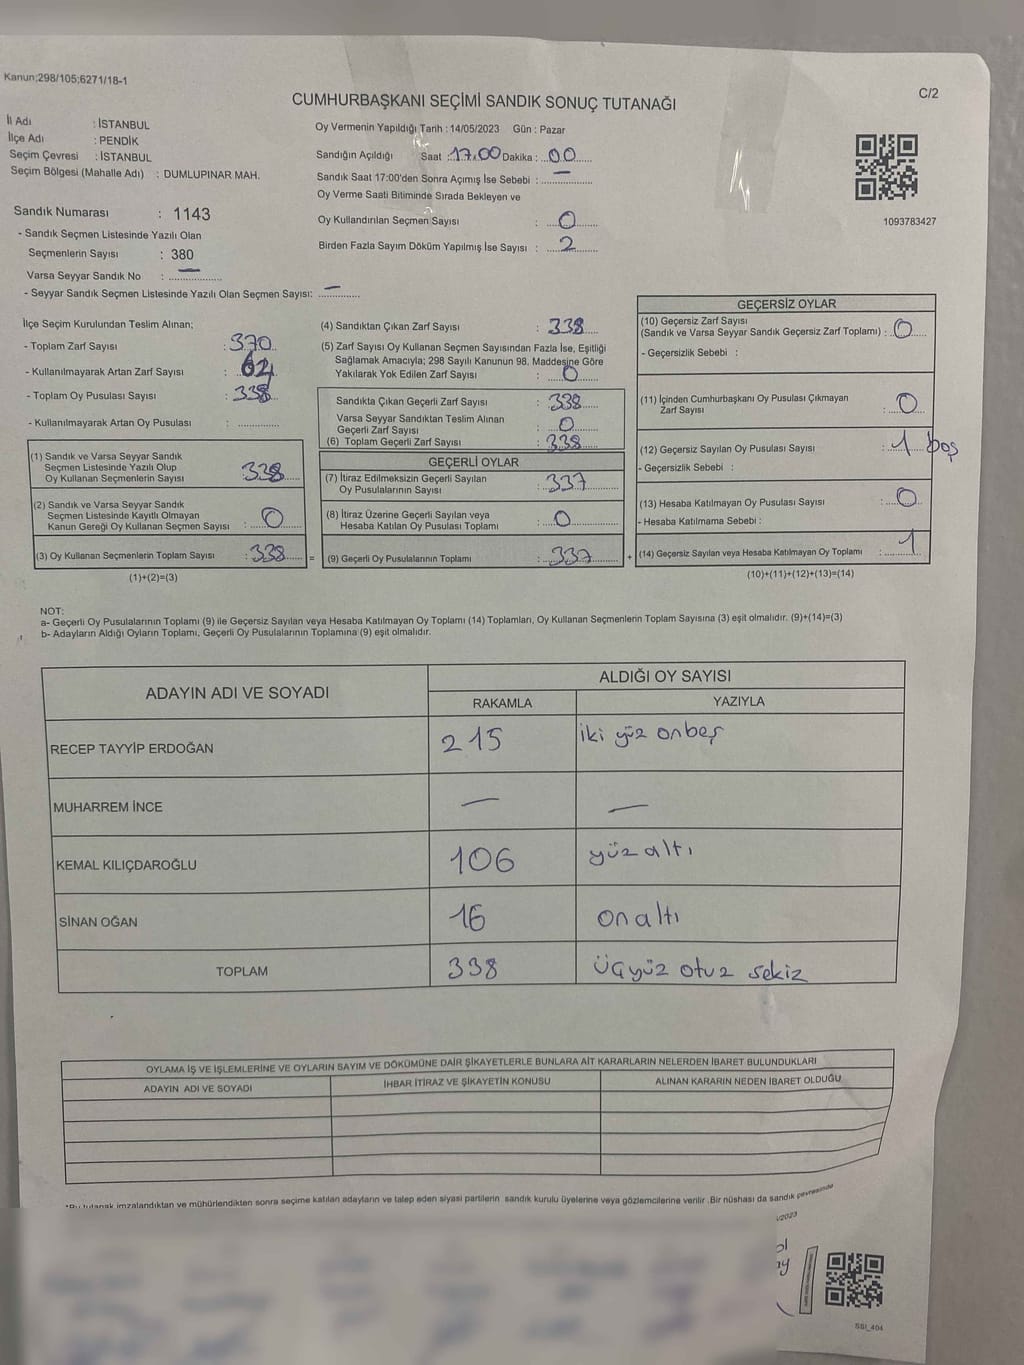 Kanun;298/105;6271/18-1
C/2
CUMHURBAŞKANI SEÇİMİ SANDIK SONUÇ TUTANAĞI
İl Adı : İSTANBUL
İlçe Adı : PENDİK
Seçim Çevresi : İSTANBUL
Seçim Bölgesi (Mahalle Adı) : DUMLUPINAR MAH.
Sandık Numarası : 1143
- Sandık Seçmen Listesinde Yazılı Olan
Seçmenlerin Sayısı : 380
Varsa Seyyar Sandık No : —
- Seyyar Sandık Seçmen Listesinde Yazılı Olan Seçmen Sayısı: —
Oy Vermenin Yapıldığı Tarih : 14/05/2023 Gün : Pazar
Sandığın Açıldığı Saat : 17.00 Dakika : 00
Sandık Saat 17:00'den Sonra Açımış İse Sebebi : —
Oy Verme Saati Bitiminde Sırada Bekleyen ve
Oy Kullandırılan Seçmen Sayısı : 0
Birden Fazla Sayım Döküm Yapılmış İse Sayısı : 2
1093783427
İlçe Seçim Kurulundan Teslim Alınan;
- Toplam Zarf Sayısı : 370
- Kullanılmayarak Artan Zarf Sayısı :
- Toplam Oy Pusulası Sayısı : 338
- Kullanılmayarak Artan Oy Pusulası :
(1) Sandık ve Varsa Seyyar Sandık
Seçmen Listesinde Yazılı Olup
Oy Kullanan Seçmenlerin Sayısı 338
(2) Sandık ve Varsa Seyyar Sandık
Seçmen Listesinde Kayıtlı Olmayan
Kanun Gereği Oy Kullanan Seçmen Sayısı : 0
(3) Oy Kullanan Seçmenlerin Toplam Sayısı : 338
(1)+(2)=(3)
=
(4) Sandıktan Çıkan Zarf Sayısı : 338
(5) Zarf Sayısı Oy Kullanan Seçmen Sayısından Fazla İse, Eşitliği
Sağlamak Amacıyla; 298 Sayılı Kanunun 98. Maddesine Göre
Yakılarak Yok Edilen Zarf Sayısı : 0
Sandıkta Çıkan Geçerli Zarf Sayısı : 338
Varsa Seyyar Sandıktan Teslim Alınan
Geçerli Zarf Sayısı : 0
(6) Toplam Geçerli Zarf Sayısı : 338
GEÇERLİ OYLAR
(7) İtiraz Edilmeksizin Geçerli Sayılan
Oy Pusulalarının Sayısı : 337
(8) İtiraz Üzerine Geçerli Sayılan veya
Hesaba Katılan Oy Pusulası Toplamı : 0
(9) Geçerli Oy Pusulalarının Toplamı : 337
+
GEÇERSİZ OYLAR
(10) Geçersiz Zarf Sayısı
(Sandık ve Varsa Seyyar Sandık Geçersiz Zarf Toplamı) : 0
- Geçersizlik Sebebi :
(11) İçinden Cumhurbaşkanı Oy Pusulası Çıkmayan
Zarf Sayısı : 0
(12) Geçersiz Sayılan Oy Pusulası Sayısı : 1 boş
- Geçersizlik Sebebi :
(13) Hesaba Katılmayan Oy Pusulası Sayısı : 0
- Hesaba Katılmama Sebebi :
(14) Geçersiz Sayılan veya Hesaba Katılmayan Oy Toplamı : 1
(10)+(11)+(12)+(13)=(14)
NOT:
a- Geçerli Oy Pusulalarının Toplamı (9) ile Geçersiz Sayılan veya Hesaba Katılmayan Oy Toplamı (14) Toplamları, Oy Kullanan Seçmenlerin Toplam Sayısına (3) eşit olmalıdır. (9)+(14)=(3)
b- Adayların Aldığı Oyların Toplamı, Geçerli Oy Pusulalarının Toplamına (9) eşit olmalıdır.
ADAYIN ADI VE SOYADI
ALDIĞI OY SAYISI
RAKAMLA YAZIYLA
RECEP TAYYİP ERDOĞAN 215 iki yüz onbeş
MUHARREM İNCE — —
KEMAL KILIÇDAROĞLU 106 yüz altı
SİNAN OĞAN 16 on altı
TOPLAM 338 üçyüz otuz sekiz
OYLAMA İŞ VE İŞLEMLERİNE VE OYLARIN SAYIM VE DÖKÜMÜNE DAİR ŞİKAYETLERLE BUNLARA AİT KARARLARIN NELERDEN İBARET BULUNDUKLARI
ADAYIN ADI VE SOYADI İHBAR İTİRAZ VE ŞİKAYETİN KONUSU ALINAN KARARIN NEDEN İBARET OLDUĞU
*Bu tutanak imzalandıktan ve mühürlendikten sonra seçime katılan adayların ve talep eden siyasi partilerin sandık kurulu üyelerine veya gözlemcilerine verilir .Bir nüshası da sandık çevresinde
SSİ_404